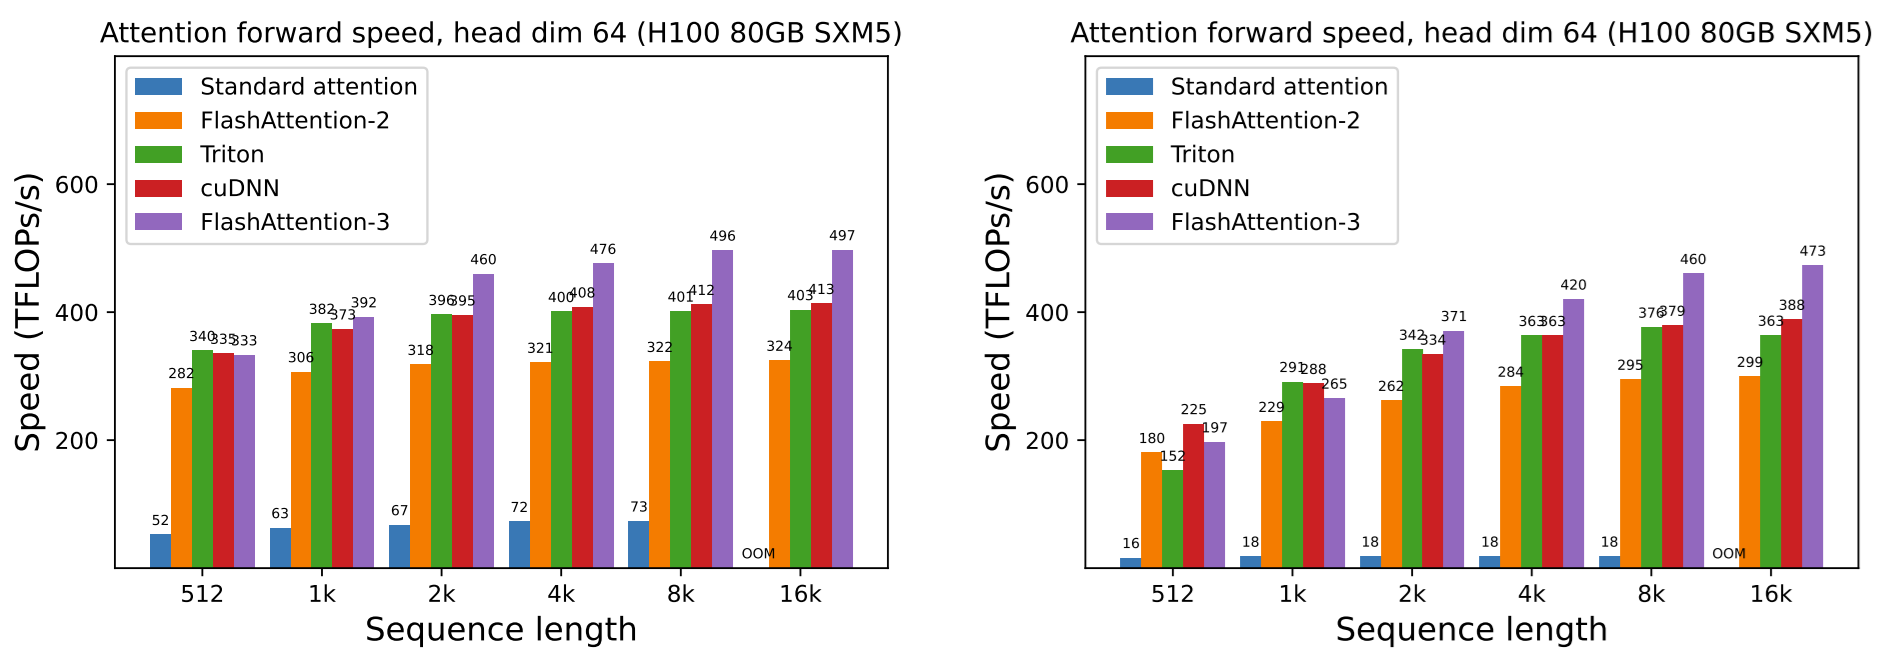 Attention forward speed, head dim 64 (H100 80GB SXM5)
Standard attention
FlashAttention-2
Triton
cuDNN
FlashAttention-3
Speed (TFLOPs/s)
600
400
200
52 282 340 335 333
63 306 382 373 392
67 318 396 395 460
72 321 400 408 476
73 322 401 412 496
OOM 324 403 413 497
512 1k 2k 4k 8k 16k
Sequence length
Attention forward speed, head dim 64 (H100 80GB SXM5)
Standard attention
FlashAttention-2
Triton
cuDNN
FlashAttention-3
Speed (TFLOPs/s)
600
400
200
16 180 152 225 197
18 229 291 288 265
18 262 342 334 371
18 284 363 363 420
18 295 376 379 460
OOM 299 363 388 473
512 1k 2k 4k 8k 16k
Sequence length